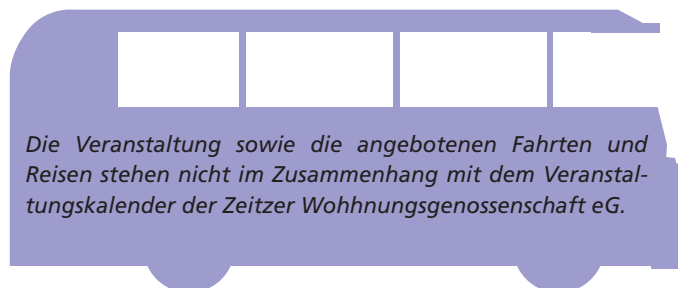 Die Veranstaltung sowie die angebotenen Fahrten und
Reisen stehen nicht im Zusammenhang mit dem Veranstal-
tungskalender der Zeitzer Wohhnungsgenossenschaft eG.